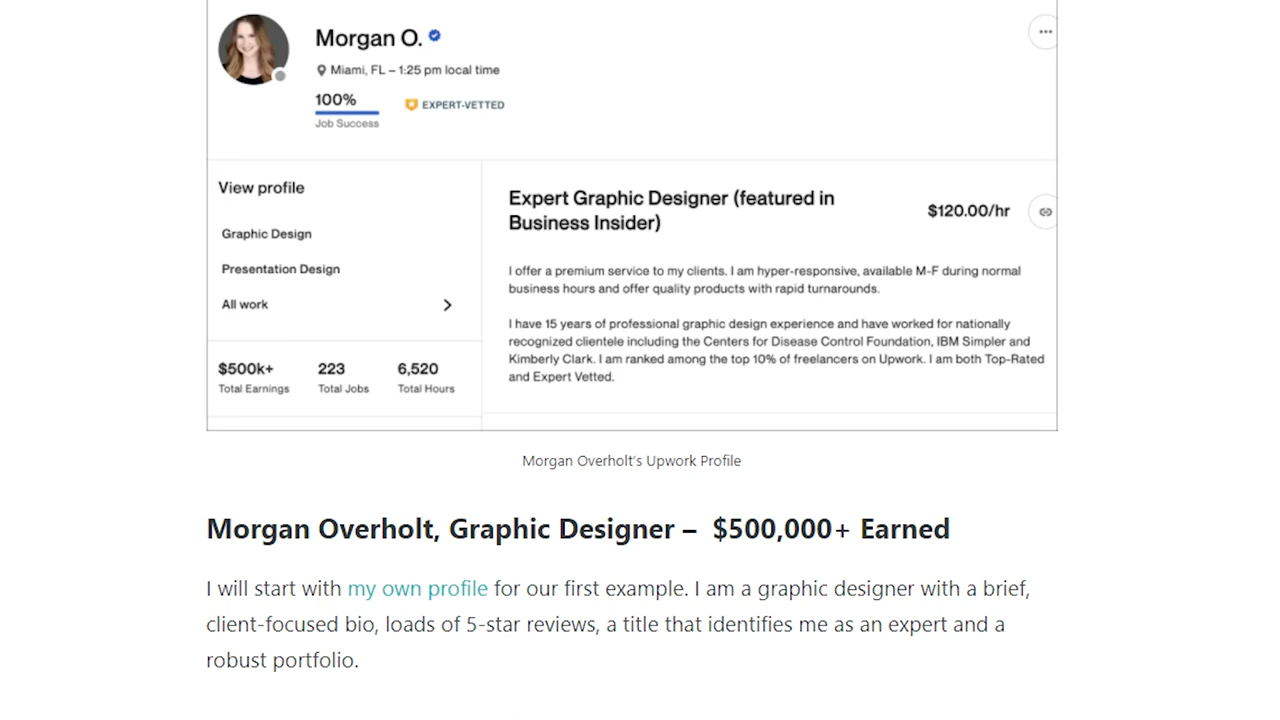 Morgan O.
Miami, FL – 1:25 pm local time
100%
EXPERT-VETTED
Job Success
View profile
Graphic Design
Presentation Design
All work
$500k+
223
6,520
Total Earnings
Total Jobs
Total Hours
Expert Graphic Designer (featured in
Business Insider)
$120.00/hr
I offer a premium service to my clients. I am hyper-responsive, available M-F during normal
business hours and offer quality products with rapid turnarounds.
I have 15 years of professional graphic design experience and have worked for nationally
recognized clientele including the Centers for Disease Control Foundation, IBM Simpler and
Kimberly Clark. I am ranked among the top 10% of freelancers on Upwork. I am both Top-Rated
and Expert Vetted.
Morgan Overholt's Upwork Profile
Morgan Overholt, Graphic Designer – $500,000+ Earned
I will start with my own profile for our first example. I am a graphic designer with a brief,
client-focused bio, loads of 5-star reviews, a title that identifies me as an expert and a
robust portfolio.